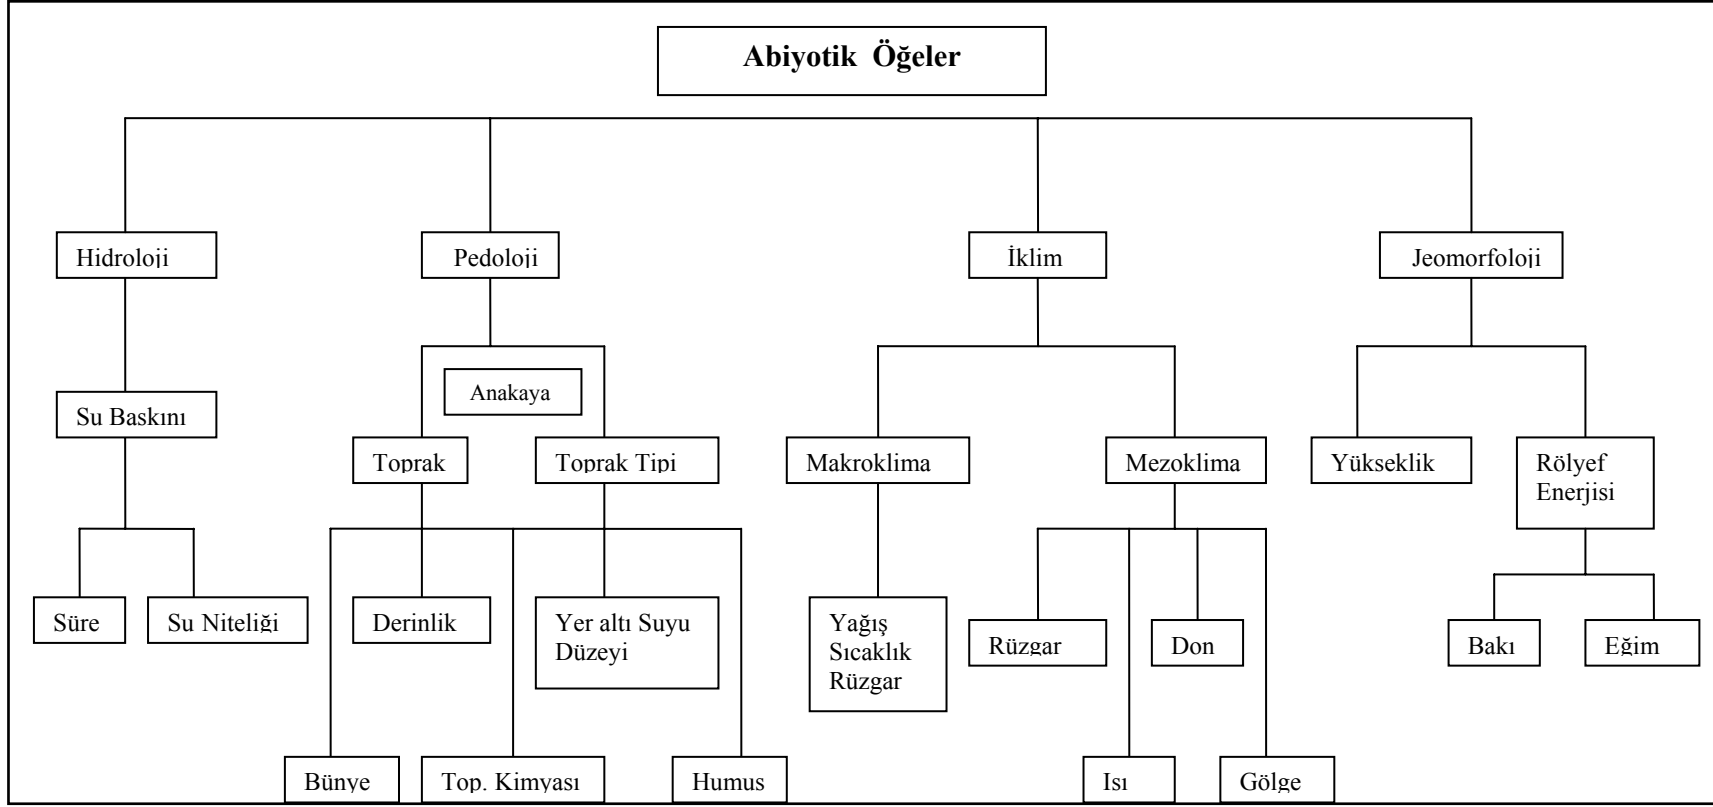 Abiyotik Öğeler
Hidroloji
Pedoloji
İklim
Jeomorfoloji
Anakaya
Su Baskını
Toprak
Toprak Tipi
Makroklima
Mezoklima
Yükseklik
Rölyef
Enerjisi
Süre
Su Niteliği
Derinlik
Yer altı Suyu
Düzeyi
Yağış
Sıcaklık
Rüzgar
Rüzgar
Don
Bakı
Eğim
Bünye
Top. Kimyası
Humus
Isı
Gölge